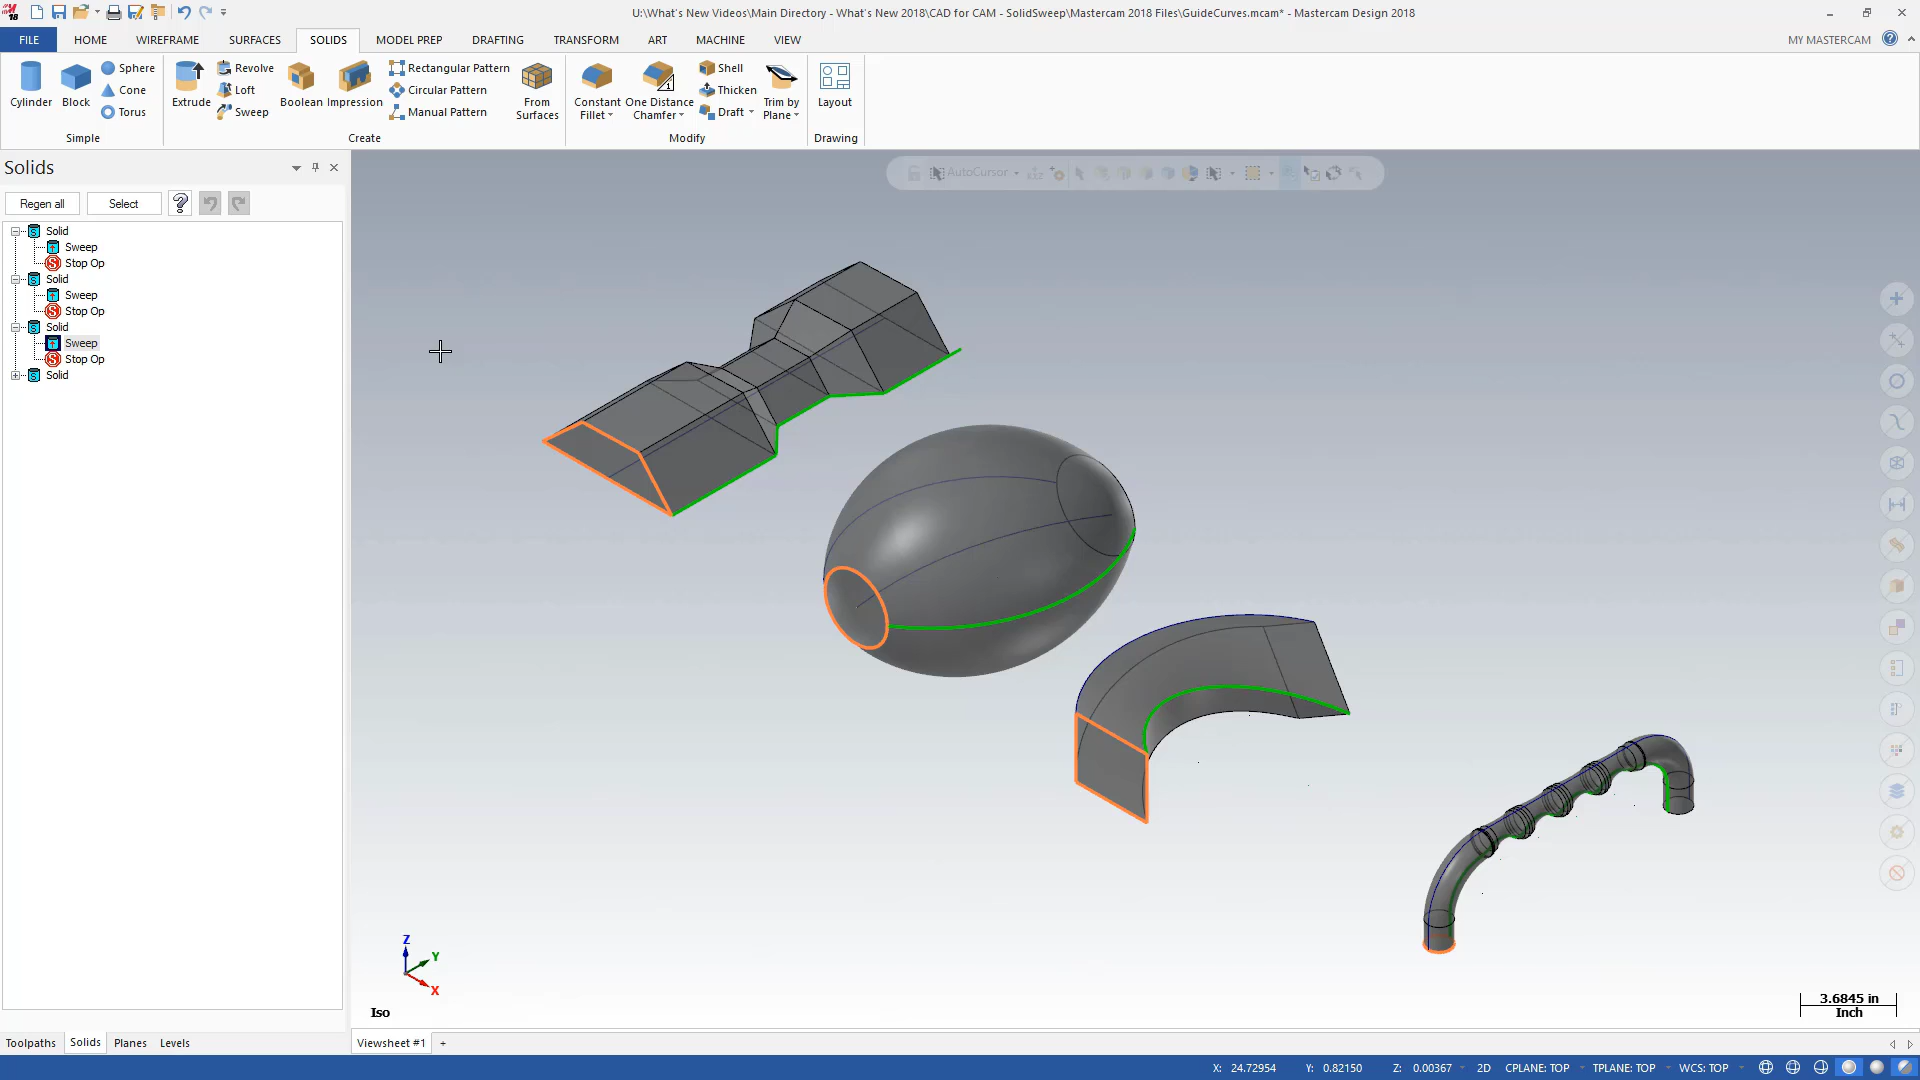 U:\What's New Videos\Main Directory - What's New 2018\CAD for CAM - SolidSweep\Mastercam 2018 Files\GuideCurves.mcam* - Mastercam Design 2018
FILE HOME WIREFRAME SURFACES SOLIDS MODEL PREP DRAFTING TRANSFORM ART MACHINE VIEW MY MASTERCAM
Sphere Revolve Rectangular Pattern Shell
Cone Loft Circular Pattern Thicken
Cylinder Block Extrude Boolean Impression From Surfaces Constant Fillet One Distance Chamfer Trim by Plane Layout
Torus Sweep Manual Pattern Draft
Simple Create Modify Drawing
Solids
AutoCursor
Regen all Select
Solid
Sweep
Stop Op
Solid
Sweep
Stop Op
Solid
Sweep
Stop Op
Solid
Z
Y
X
Iso
3.6845 in
Inch
Toolpaths Solids Planes Levels Viewsheet #1 +
X: 24.72954 Y: 0.82150 Z: 0.00367 2D CPLANE: TOP TPLANE: TOP WCS: TOP